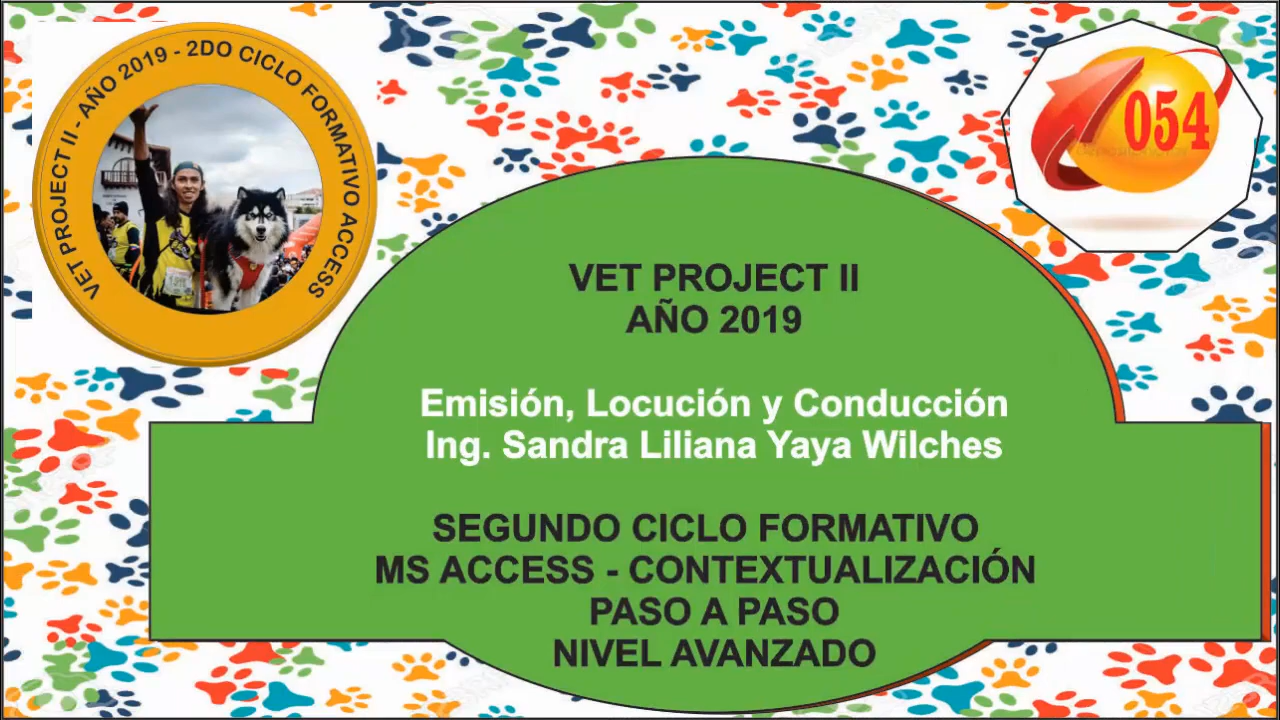 VET PROJECT II - AÑO 2019 - 2DO CICLO FORMATIVO ACCESS
054
VET PROJECT II
AÑO 2019
Emisión, Locución y Conducción
Ing. Sandra Liliana Yaya Wilches
SEGUNDO CICLO FORMATIVO
MS ACCESS - CONTEXTUALIZACIÓN
PASO A PASO
NIVEL AVANZADO